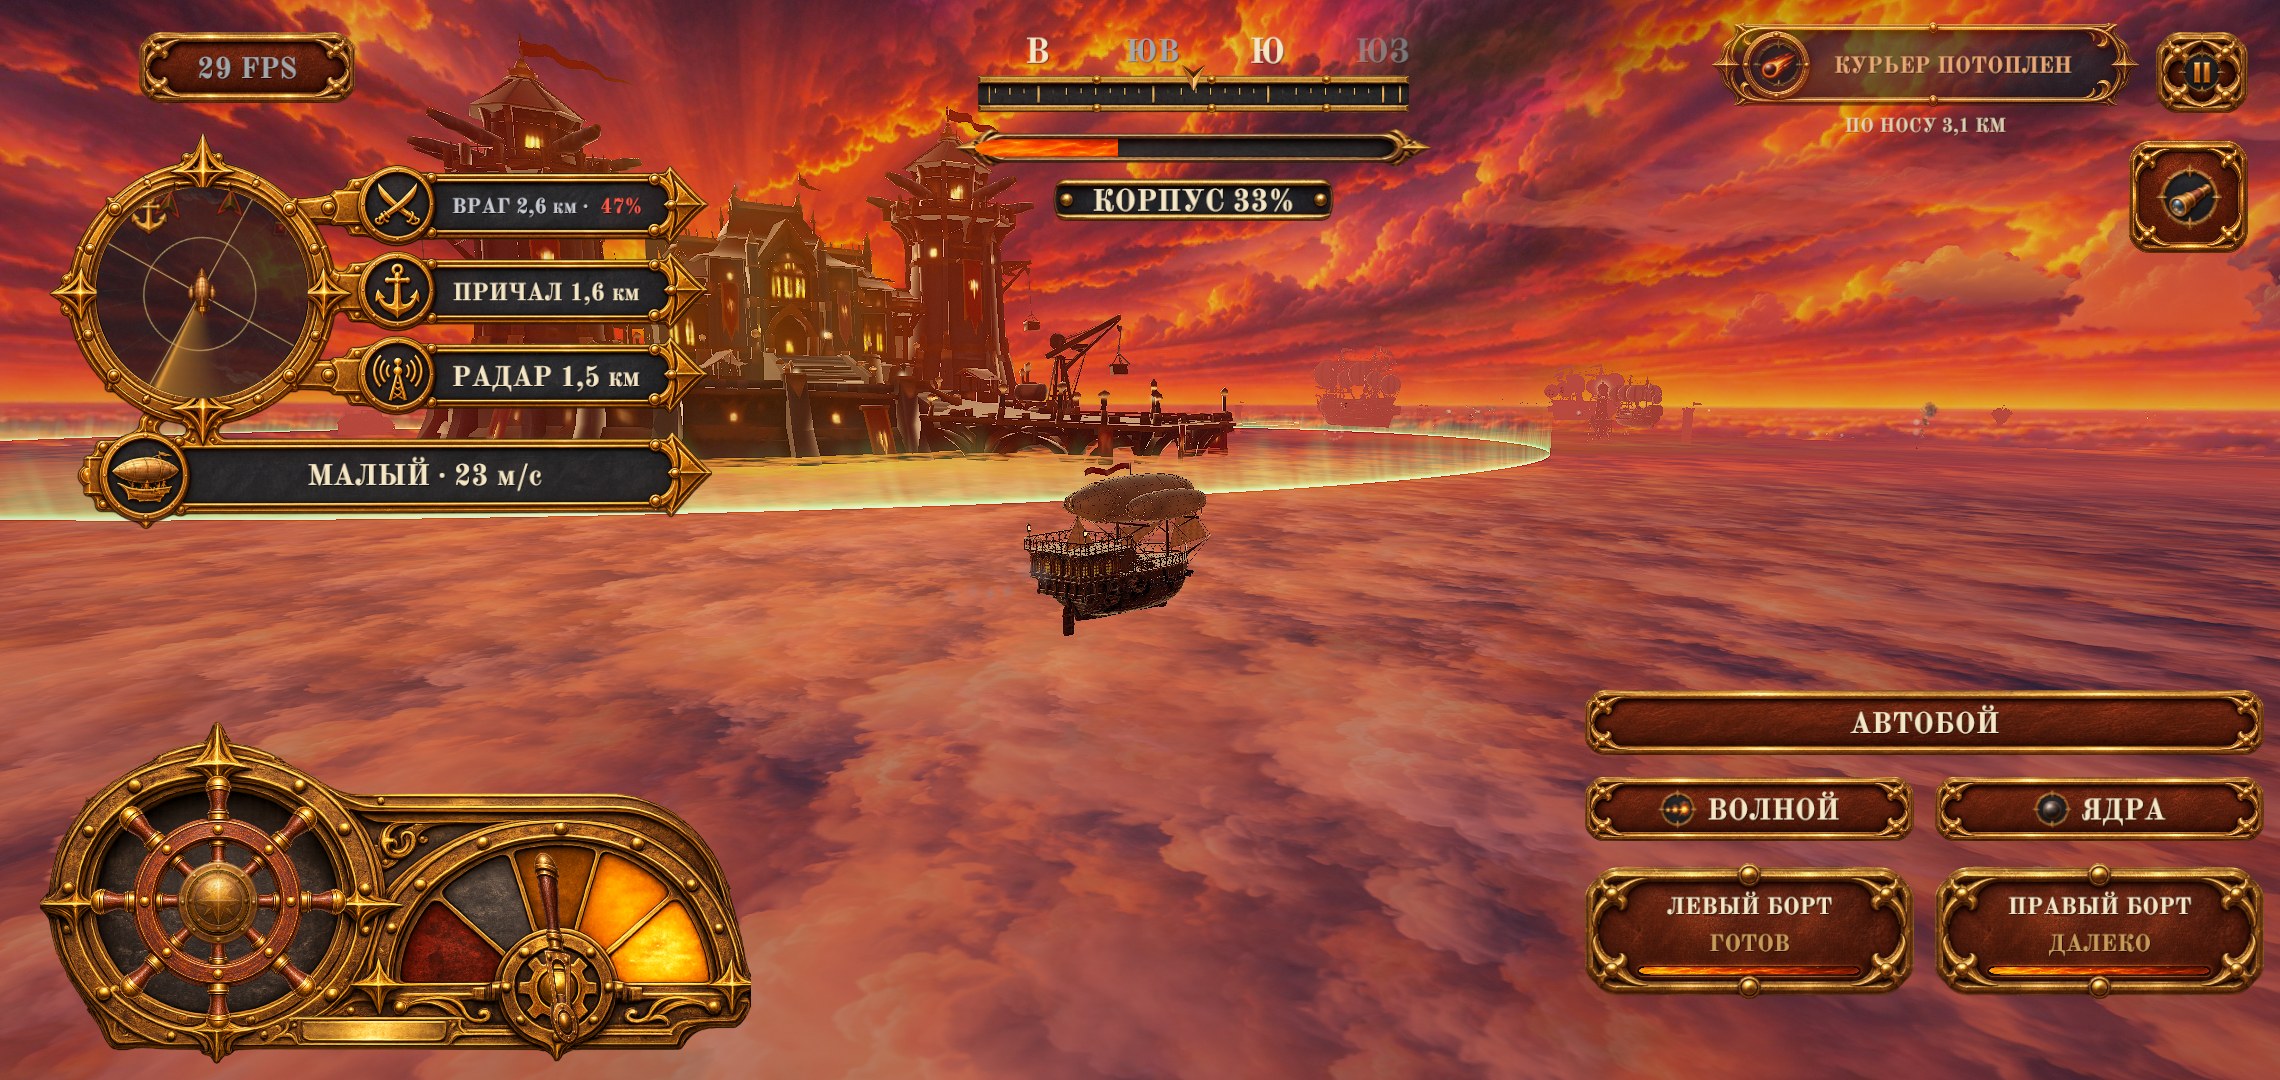 29 FPS
В ЮВ Ю ЮЗ
КУРЬЕР ПОТОПЛЕН
ПО НОСУ 3,1 КМ
КОРПУС 33%
ВРАГ 2,6 км · 47%
ПРИЧАЛ 1,6 км
РАДАР 1,5 км
МАЛЫЙ · 23 м/с
АВТОБОЙ
ВОЛНОЙ
ЯДРА
ЛЕВЫЙ БОРТ
ГОТОВ
ПРАВЫЙ БОРТ
ДАЛЕКО